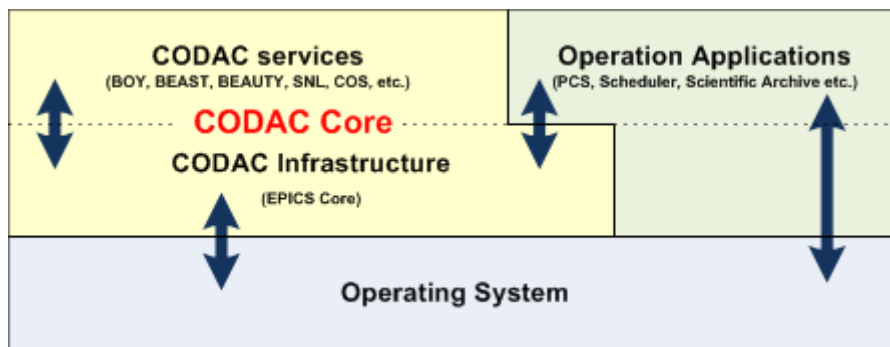 CODAC services
(BOY, BEAST, BEAUTY, SNL, COS, etc.)
Operation Applications
(PCS, Scheduler, Scientific Archive etc.)
CODAC Core
CODAC Infrastructure
(EPICS Core)
Operating System